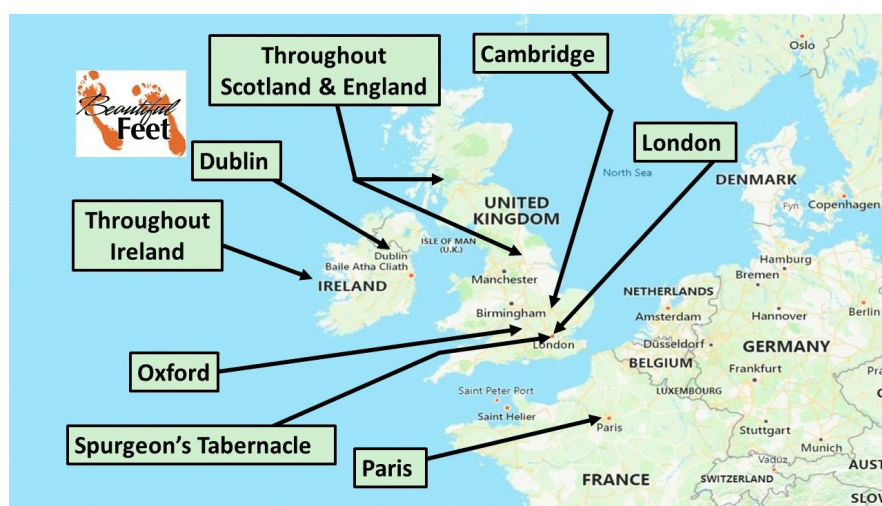 Throughout
Scotland & England
Cambridge
Oslo
Beautiful
Feet
London
Dublin
North Sea
DENMARK
Fyn
Copenhagen
UNITED
KINGDOM
Throughout
Ireland
ISLE OF MAN
(U.K.)
Dublin
Baile Atha Cliath
IRELAND
Manchester
Hamburg
Bremen
NETHERLANDS
Birmingham
Amsterdam
Hannover
Berlin
London
Düsseldorf
GERMANY
BELGIUM
Oxford
Frankfurt
Pra
LUXEMBOURG
Saint Peter Port
Saint Helier
Paris
Stuttgart
Spurgeon's Tabernacle
Munich
Paris
Vaduz
AUST
FRANCE
SWITZERLAND
SLOV